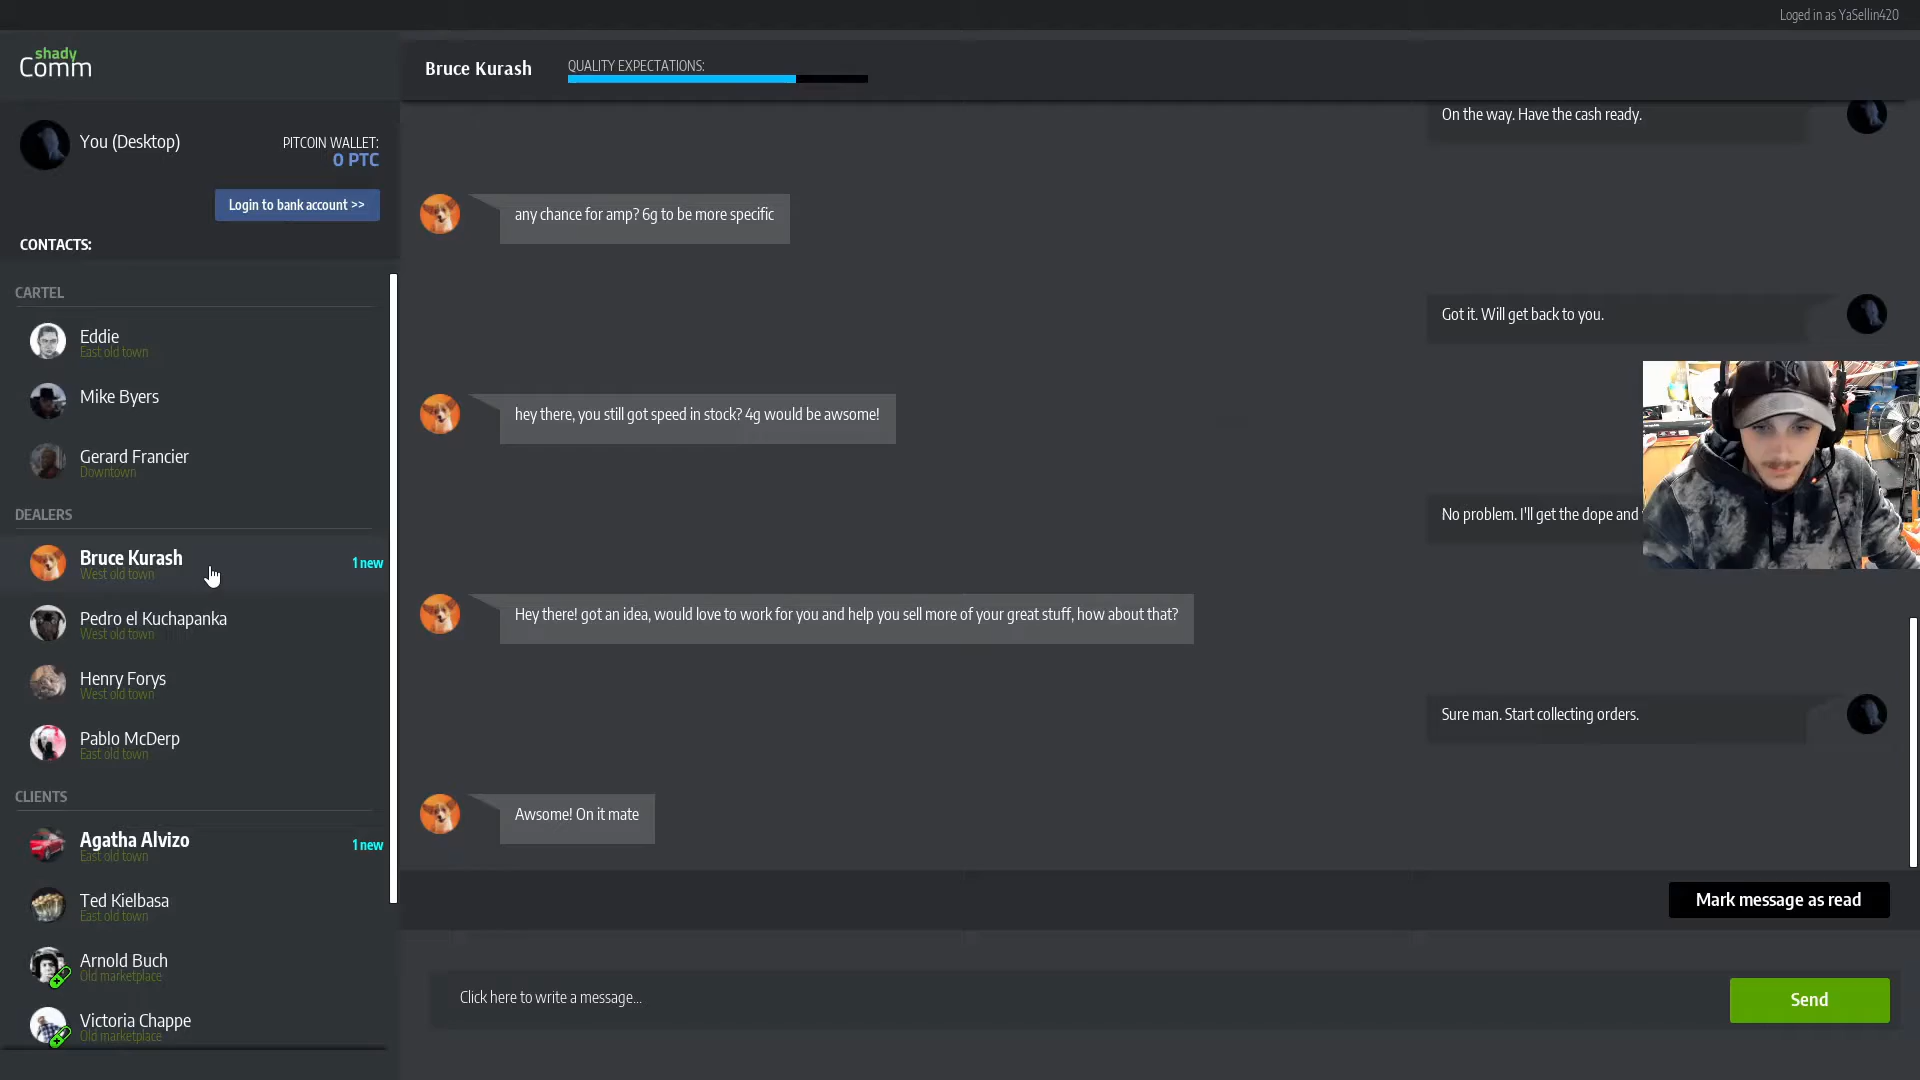 Loged in as YaSellin420
shady
Comm
You (Desktop)
PITCOIN WALLET:
0 PTC
Login to bank account >>
CONTACTS:
CARTEL
Eddie
East old town
Mike Byers
Gerard Francier
Downtown
DEALERS
Bruce Kurash
West old town
1 new
Pedro el Kuchapanka
West old town
Henry Forys
West old town
Pablo McDerp
East old town
CLIENTS
Agatha Alvizo
East old town
1 new
Ted Kielbasa
East old town
Arnold Buch
Old marketplace
Victoria Chappe
Old marketplace
Bruce Kurash
QUALITY EXPECTATIONS:
On the way. Have the cash ready.
any chance for amp? 6g to be more specific
Got it. Will get back to you.
hey there, you still got speed in stock? 4g would be awsome!
No problem. I'll get the dope and
Hey there! got an idea, would love to work for you and help you sell more of your great stuff, how about that?
Sure man. Start collecting orders.
Awsome! On it mate
Mark message as read
Click here to write a message...
Send